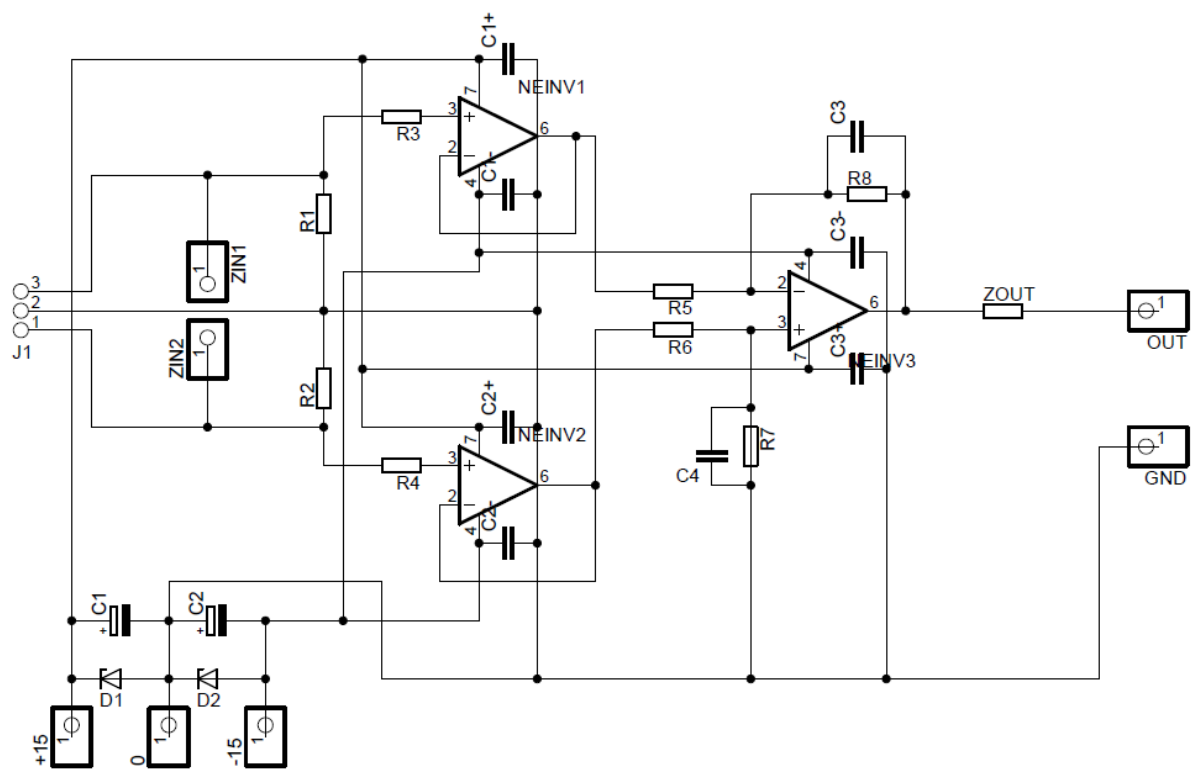 C1+
NEINV1
7
3
+
R3
2
−
6
4
C1-
C3
R8
R1
1
ZIN1
C3-
4
3
2
1
J1
R5
2
−
6
ZOUT
1
OUT
R6
3
+
C3+
7
NEINV3
1
ZIN2
R2
C2+
NEINV2
7
3
+
R4
2
−
6
4
C2-
R7
C4
1
GND
C1
+
C2
+
D1
D2
1
+15
1
0
1
-15